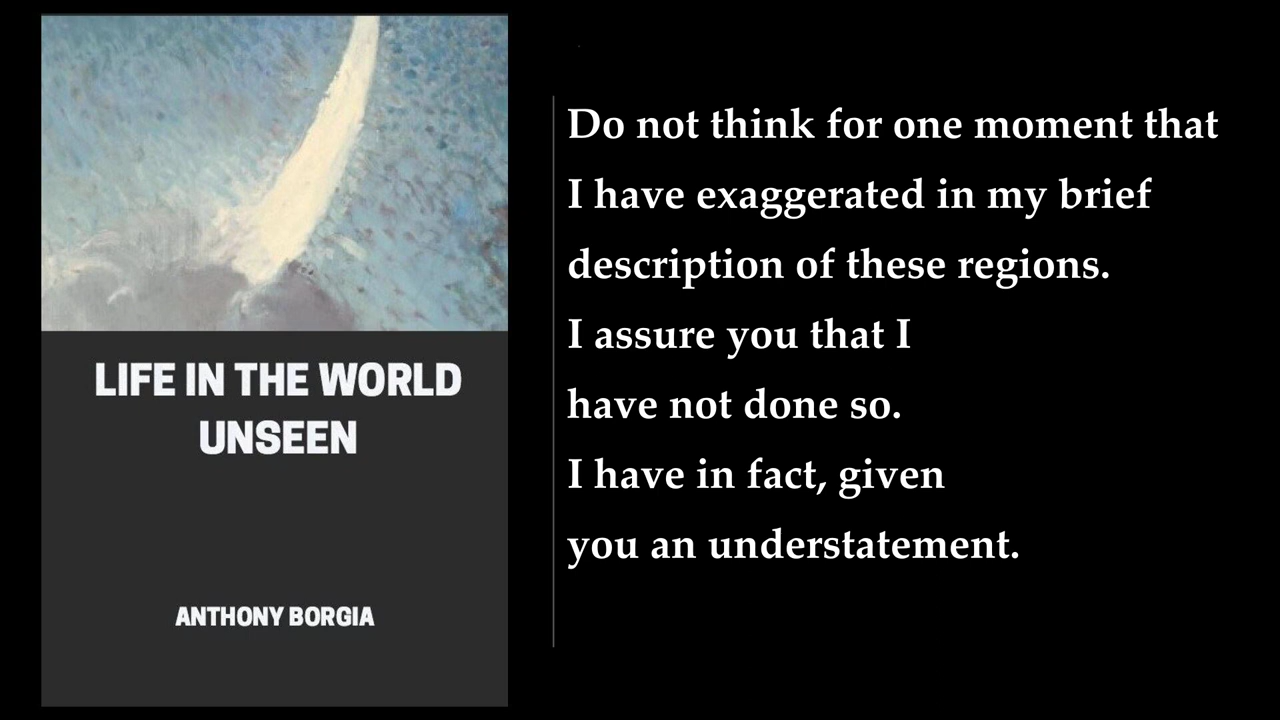 LIFE IN THE WORLD
UNSEEN
ANTHONY BORGIA
Do not think for one moment that
I have exaggerated in my brief
description of these regions.
I assure you that I
have not done so.
I have in fact, given
you an understatement.